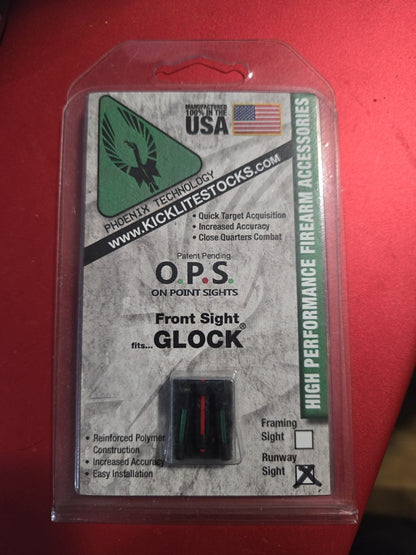 MANUFACTURED
100% IN THE
USA
PHOENIX TECHNOLOGY
WWW.KICKLITESTOCKS.COM
• Quick Target Acquisition
• Increased Accuracy
• Close Quarters Combat
Patent Pending
O.P.S.
ON POINT SIGHTS
Front Sight
fits... GLOCK®
HIGH PERFORMANCE FIREARM ACCESSORIES
• Reinforced Polymer
Construction
• Increased Accuracy
• Easy Installation
Framing
Sight
Runway
Sight